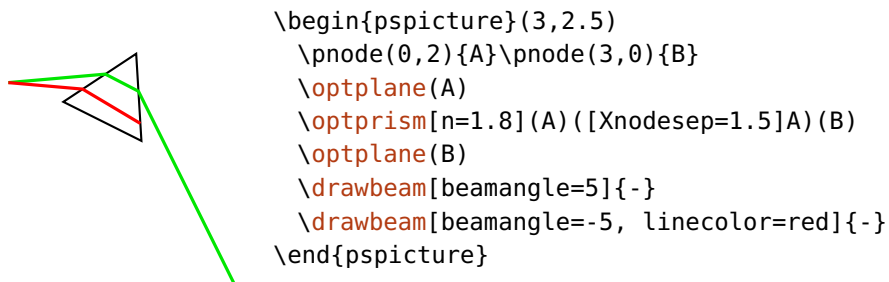 \begin{pspicture}(3,2.5)
  \pnode(0,2){A}\pnode(3,0){B}
  \optplane(A)
  \optprism[n=1.8](A)([Xnodesep=1.5]A)(B)
  \optplane(B)
  \drawbeam[beamangle=5]{-}
  \drawbeam[beamangle=-5, linecolor=red]{-}
\end{pspicture}